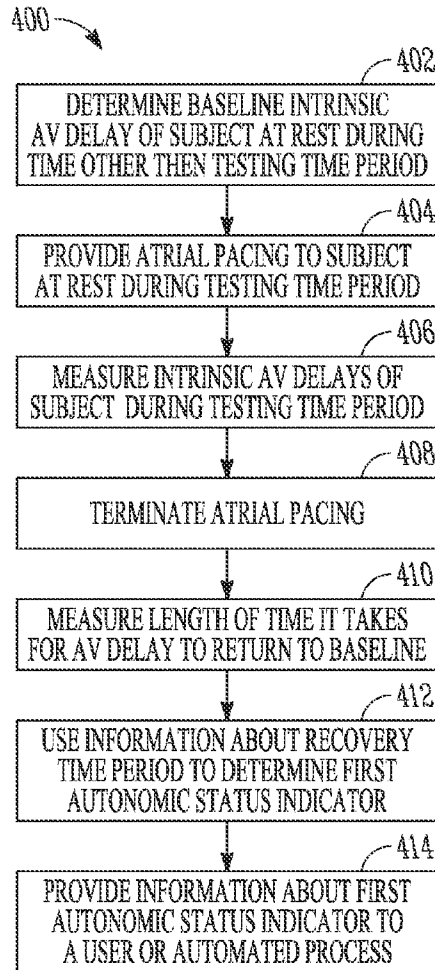 400
402
DETERMINE BASELINE INTRINSIC
AV DELAY OF SUBJECT AT REST DURING
TIME OTHER THEN TESTING TIME PERIOD
404
PROVIDE ATRIAL PACING TO SUBJECT
AT REST DURING TESTING TIME PERIOD
406
MEASURE INTRINSIC AV DELAYS OF
SUBJECT DURING TESTING TIME PERIOD
408
TERMINATE ATRIAL PACING
410
MEASURE LENGTH OF TIME IT TAKES
FOR AV DELAY TO RETURN TO BASELINE
412
USE INFORMATION ABOUT RECOVERY
TIME PERIOD TO DETERMINE FIRST
AUTONOMIC STATUS INDICATOR
414
PROVIDE INFORMATION ABOUT FIRST
AUTONOMIC STATUS INDICATOR TO
A USER OR AUTOMATED PROCESS